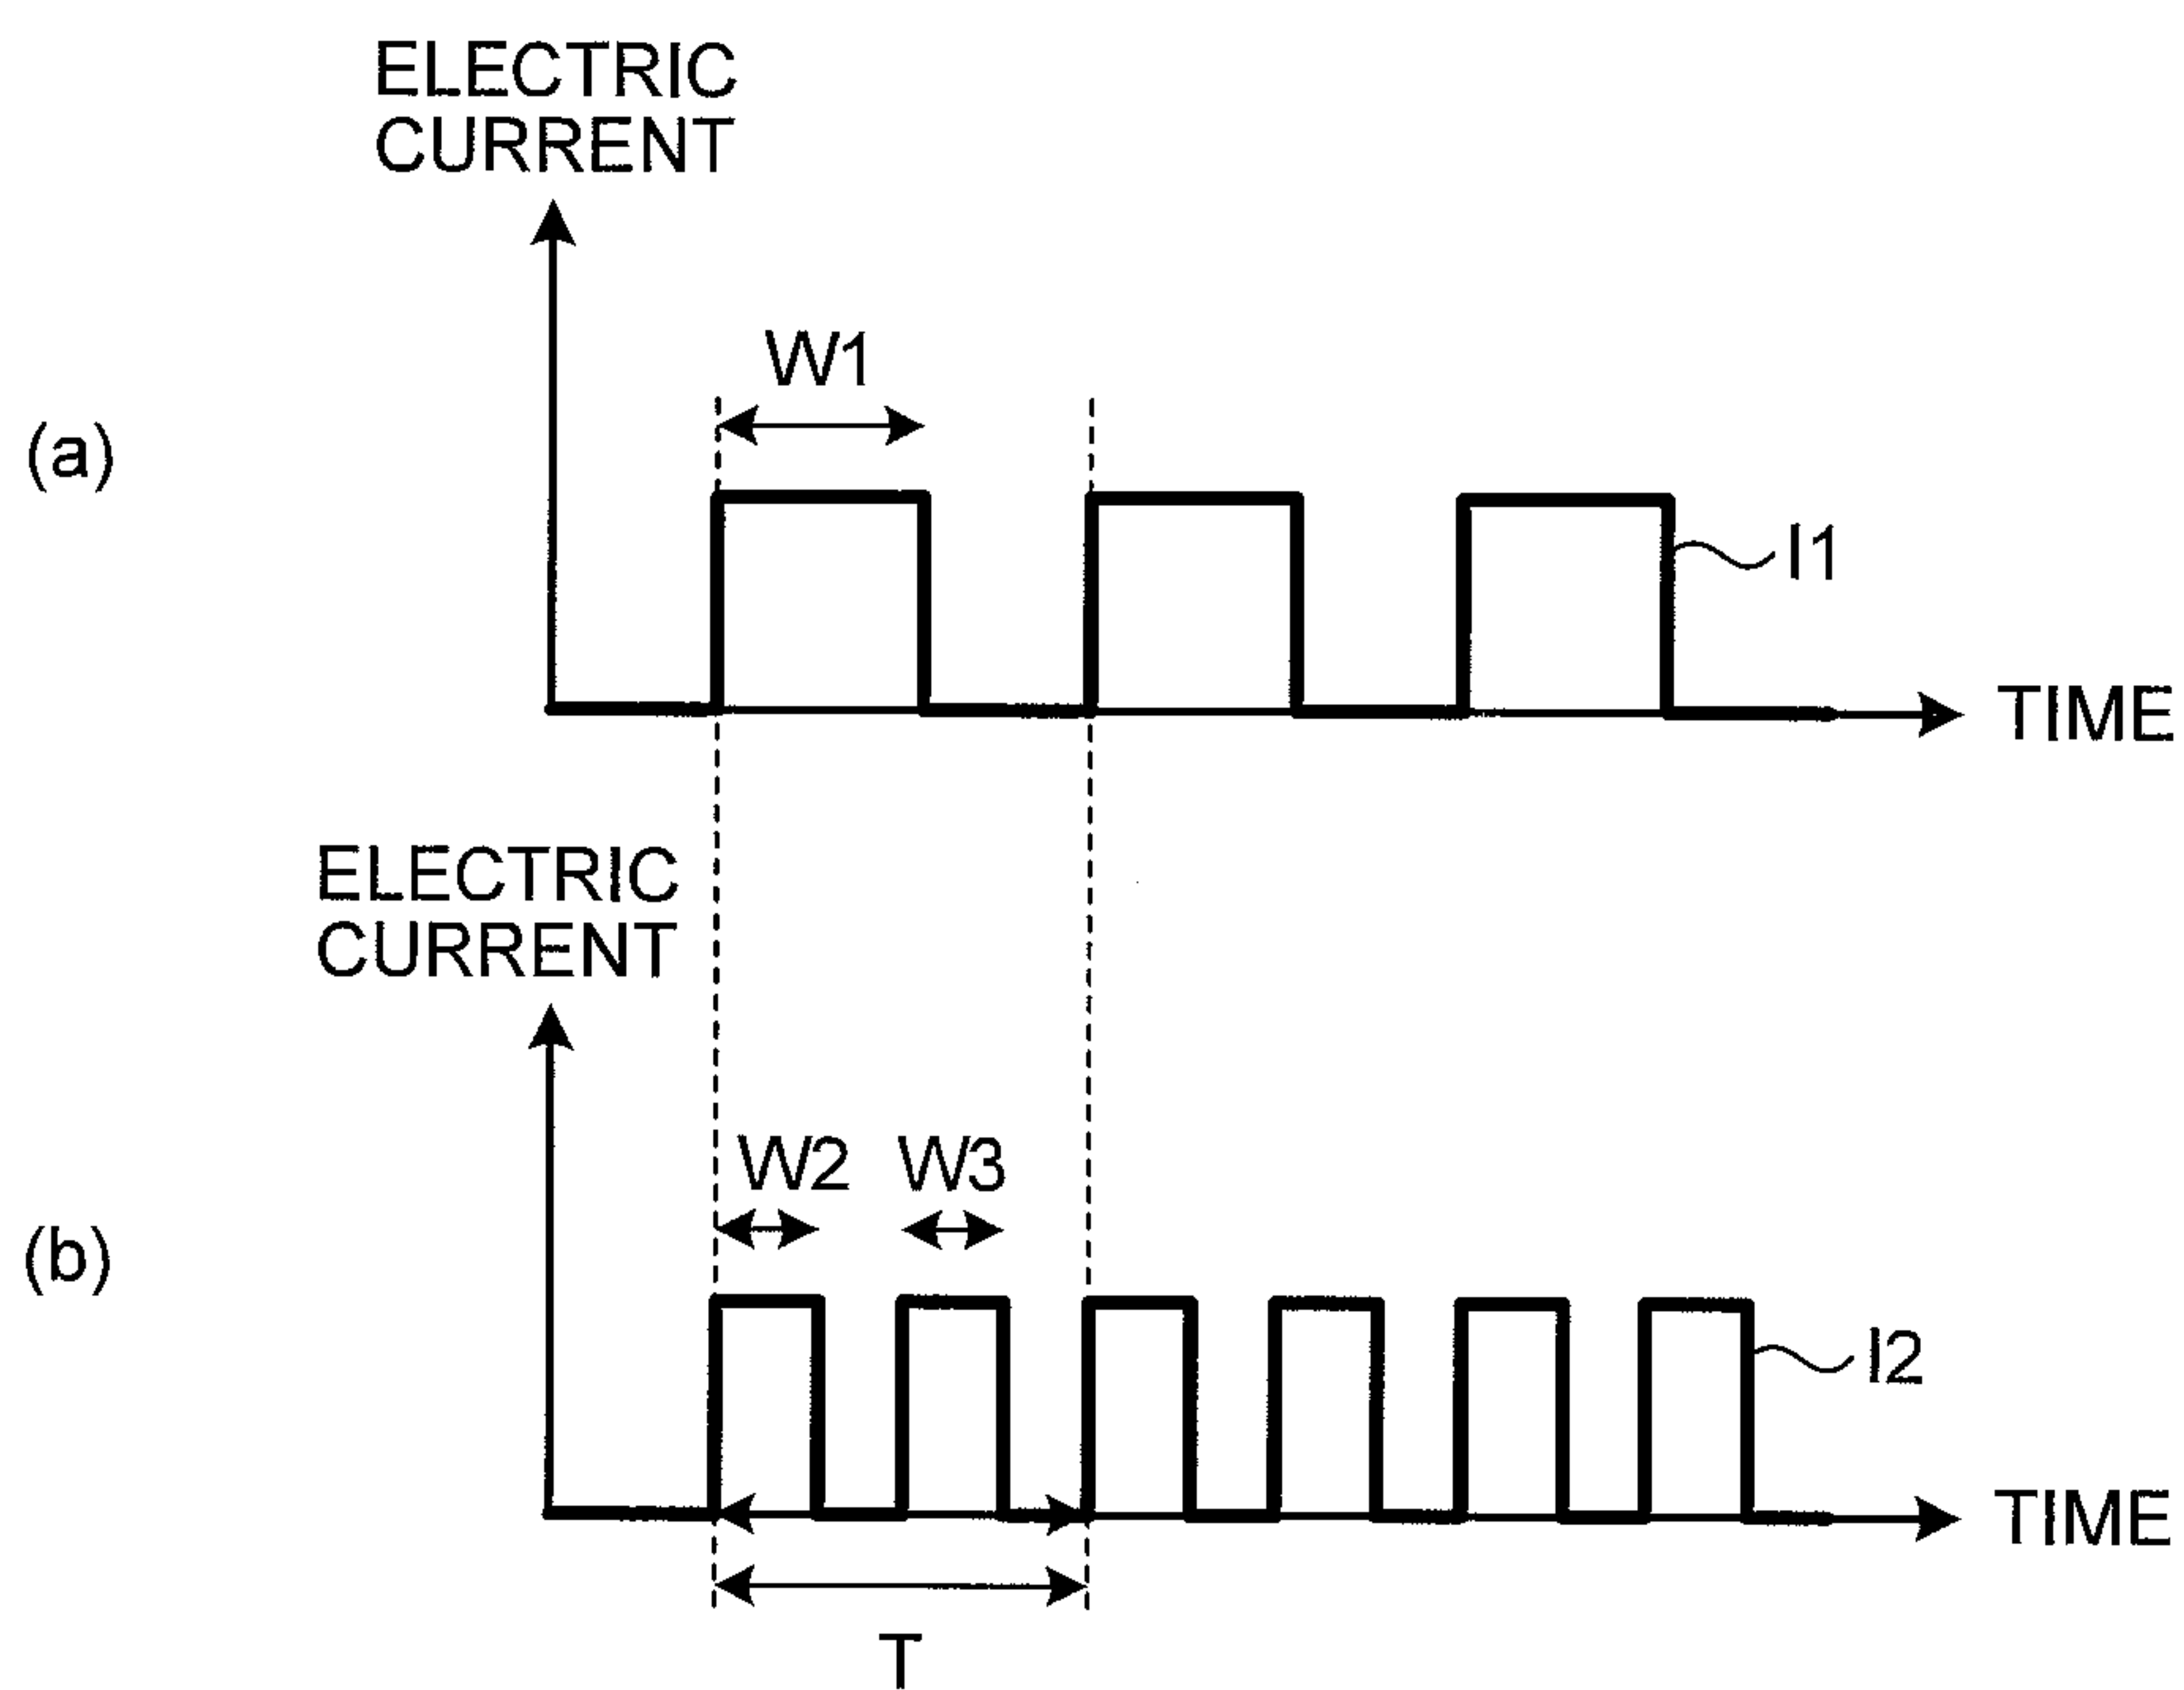 ELECTRIC
CURRENT
W1
(a)
I1
TIME
ELECTRIC
CURRENT
W2 W3
(b)
I2
TIME
T